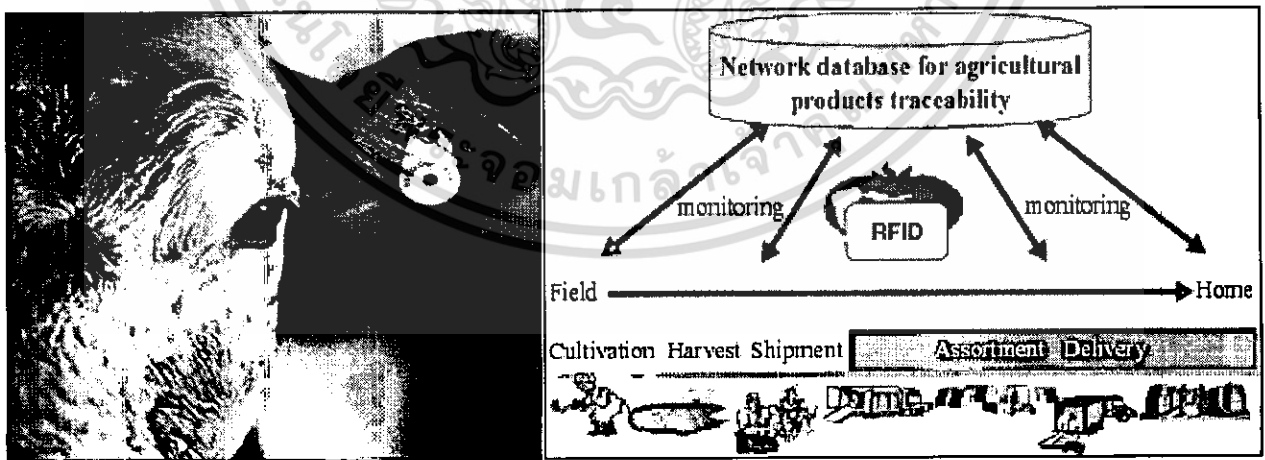 Network database for agricultural
products traceability
monitoring
RFID
monitoring
Field
Home
Cultivation Harvest Shipment
Assortment Delivery